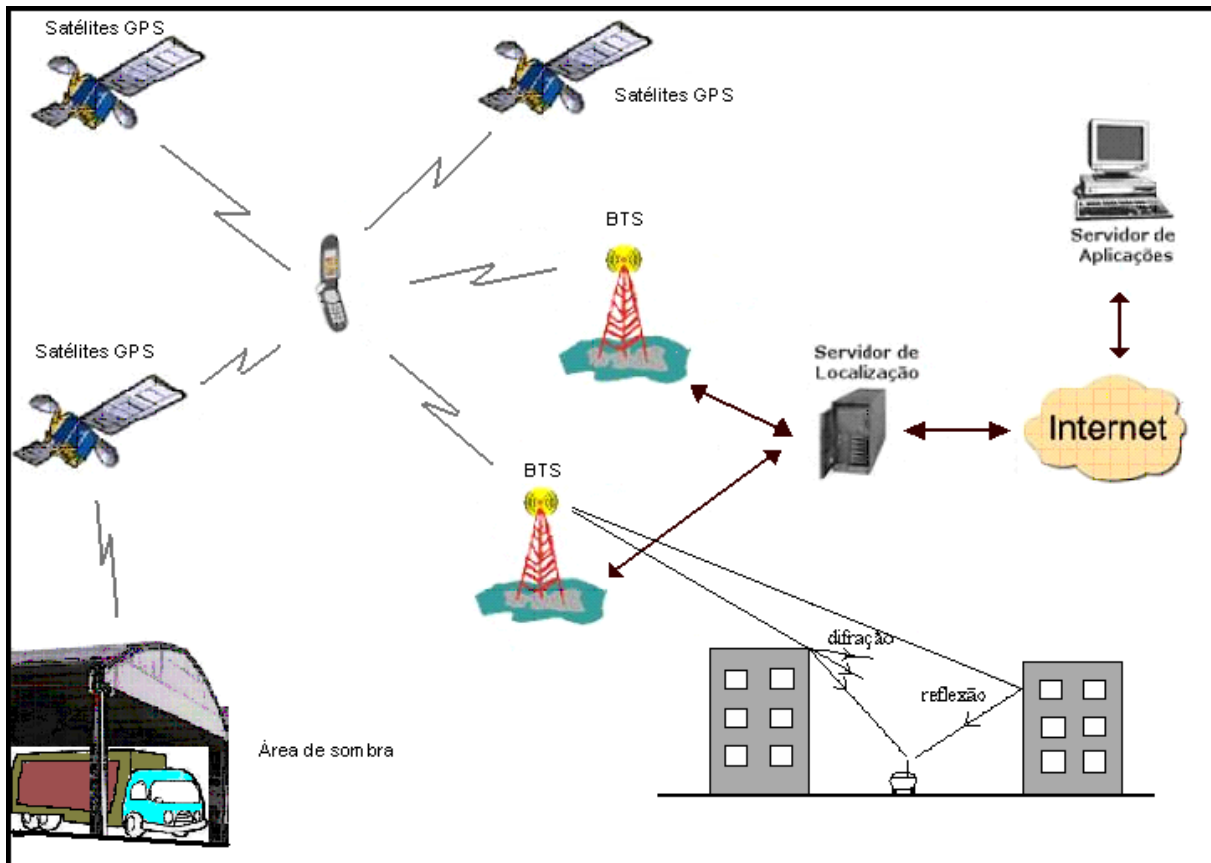 Satélites GPS
Satélites GPS
BTS
Servidor de
Aplicações
Satélites GPS
Servidor de
Localização
Internet
BTS
difração
reflexão
Área de sombra